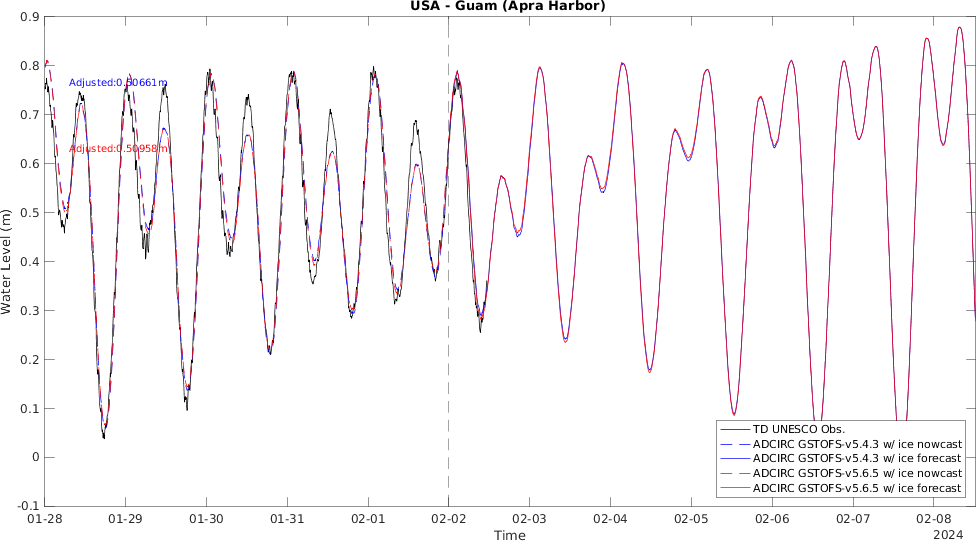 USA - Guam (Apra Harbor)
0.9
0.8
0.7
0.6
0.5
0.4
0.3
0.2
0.1
0
-0.1
Water Level (m)
Adjusted:0.50661m
Adjusted:0.50958m
TD UNESCO Obs.
ADCIRC GSTOFS-v5.4.3 w/ ice nowcast
ADCIRC GSTOFS-v5.4.3 w/ ice forecast
ADCIRC GSTOFS-v5.6.5 w/ ice nowcast
ADCIRC GSTOFS-v5.6.5 w/ ice forecast
01-28 01-29 01-30 01-31 02-01 02-02 02-03 02-04 02-05 02-06 02-07 02-08
Time 2024